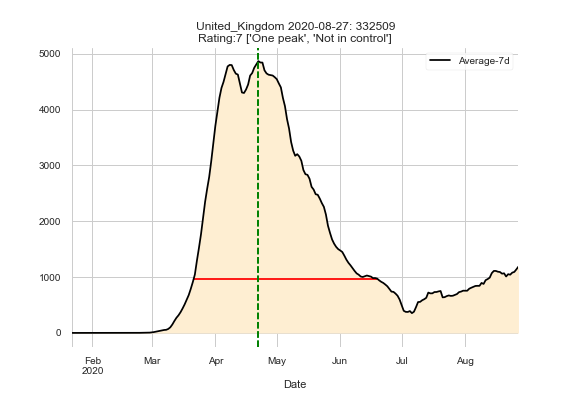 United_Kingdom 2020-08-27: 332509
Rating:7 ['One peak', 'Not in control']
Average-7d
5000
4000
3000
2000
1000
0
Feb
2020
Mar
Apr
May
Jun
Jul
Aug
Date